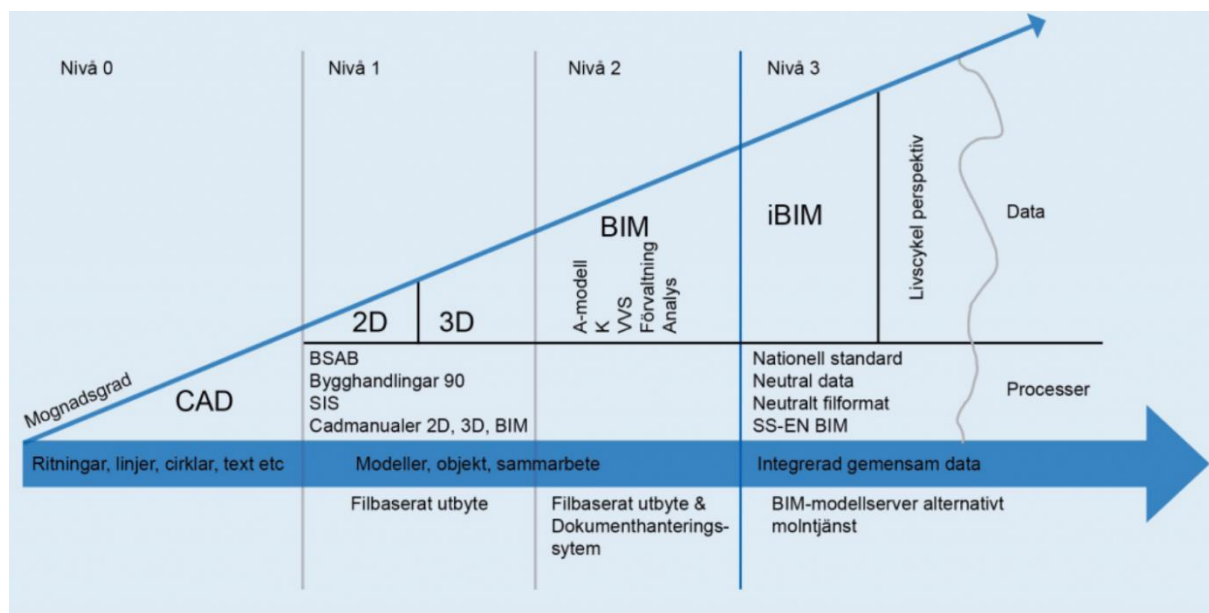 Nivå 0
Nivå 1
Nivå 2
Nivå 3
Mognadsgrad
CAD
2D
3D
BIM
A-modell
K
VVS
Förvaltning
Analys
iBIM
Livscykel perspektiv
Data
BSAB
Bygghandlingar 90
SIS
Cadmanualer 2D, 3D, BIM
Nationell standard
Neutral data
Neutralt filformat
SS-EN BIM
Processer
Ritningar, linjer, cirklar, text etc
Modeller, objekt, sammarbete
Integrerad gemensam data
Filbaserat utbyte
Filbaserat utbyte &
Dokumenthanterings-
sytem
BIM-modellserver alternativt
molntjänst